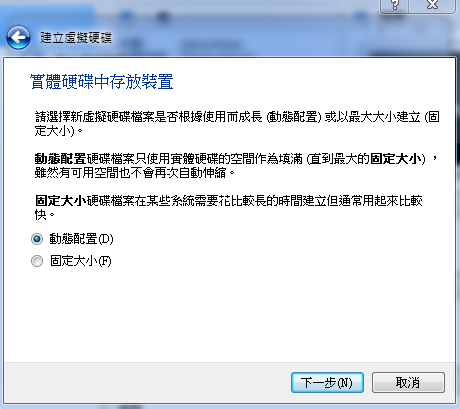 建立虛擬硬碟
實體硬碟中存放裝置
請選擇新虛擬硬碟檔案是否根據使用而成長 (動態配置) 或以最大大小建立 (固
定大小)。
動態配置硬碟檔案只使用實體硬碟的空間作為填滿 (直到最大的固定大小) ，
雖然有可用空間也不會再次自動伸縮。
固定大小硬碟檔案在某些系統需要花比較長的時間建立但通常用起來比較
快。
動態配置(D)
固定大小(F)
下一步(N)
取消